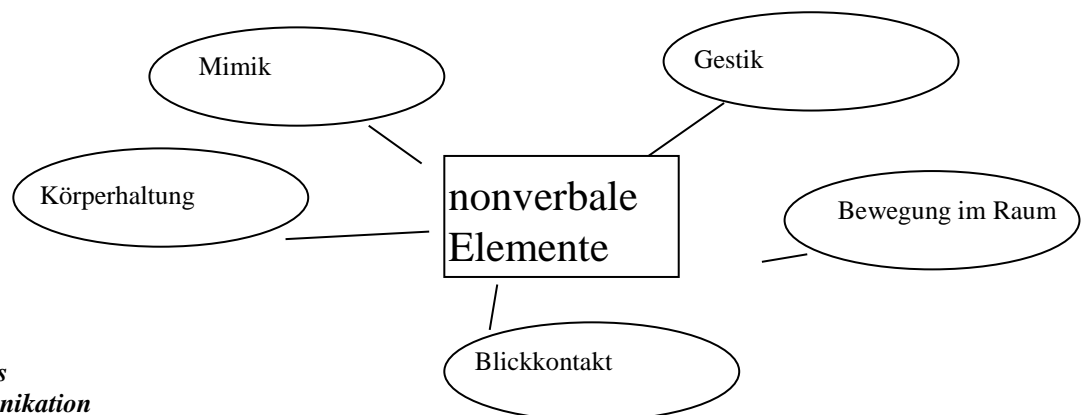 Mimik
Gestik
Körperhaltung
nonverbale
Elemente
Bewegung im Raum
Blickkontakt